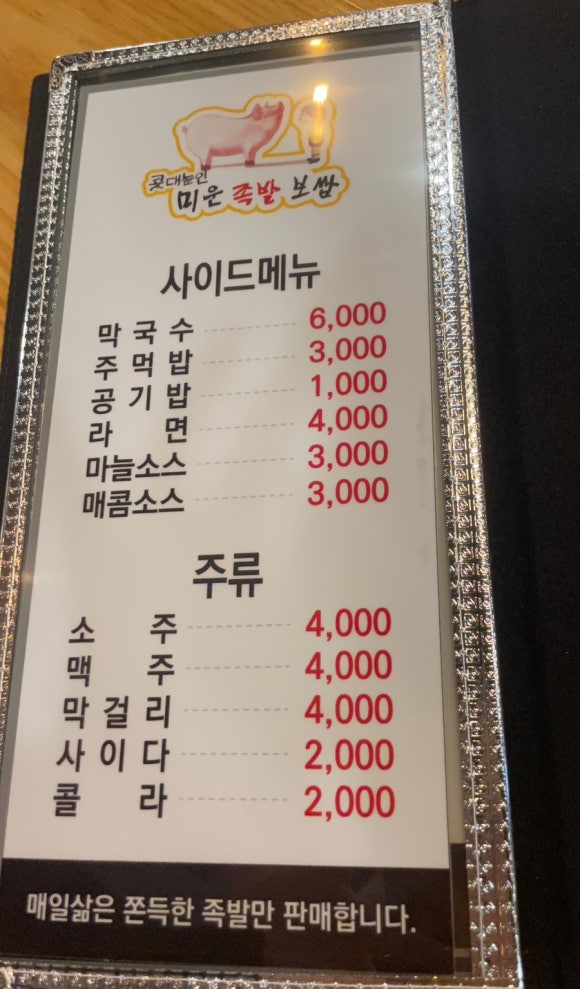 콧대높인
미운 족발 보쌈
사이드메뉴
막국수 6,000
주먹밥 3,000
공기밥 1,000
라면 4,000
마늘소스 3,000
매콤소스 3,000
주류
소주 4,000
맥주 4,000
막걸리 4,000
사이다 2,000
콜라 2,000
매일삶은 쫀득한 족발만 판매합니다.